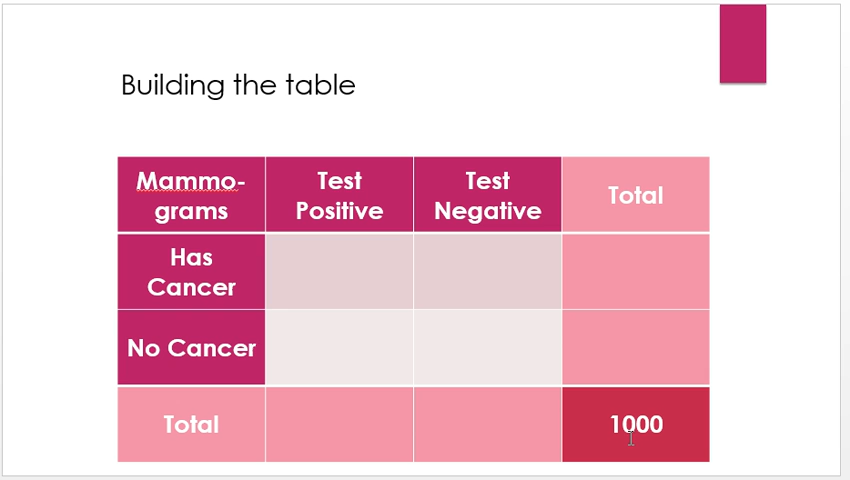 Building the table
Mammo-
grams
Test
Positive
Test
Negative
Total
Has
Cancer
No Cancer
Total
1000